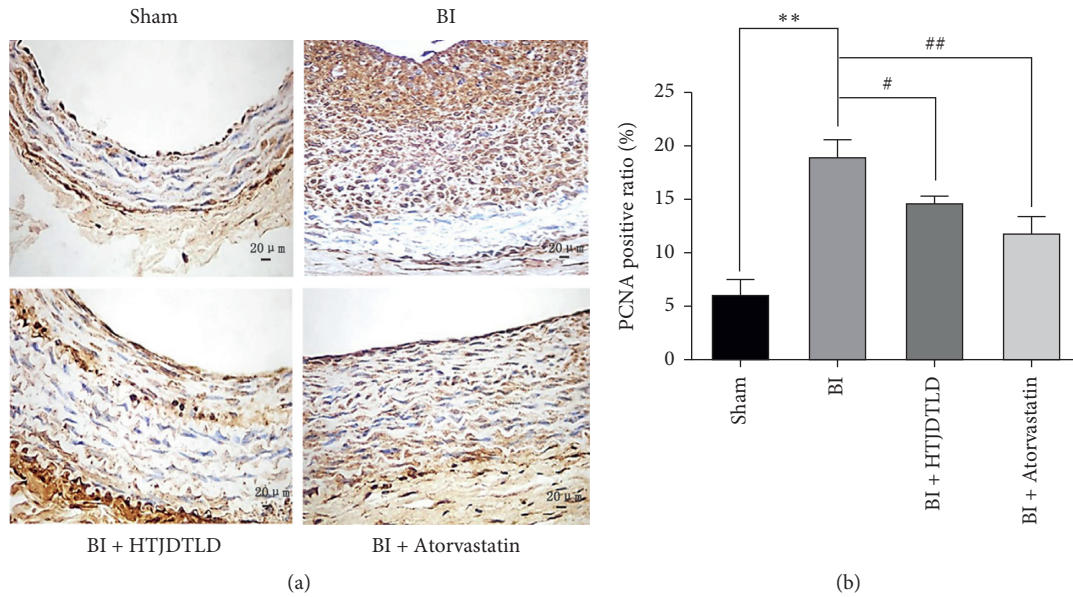 Sham
BI
20 μm
20 μm
20 μm
20 μm
BI + HTJDTLD
BI + Atorvastatin
(a)
**
##
#
PCNA positive ratio (%)
25
20
15
10
5
0
Sham
BI
BI + HTJDTLD
BI + Atorvastatin
(b)